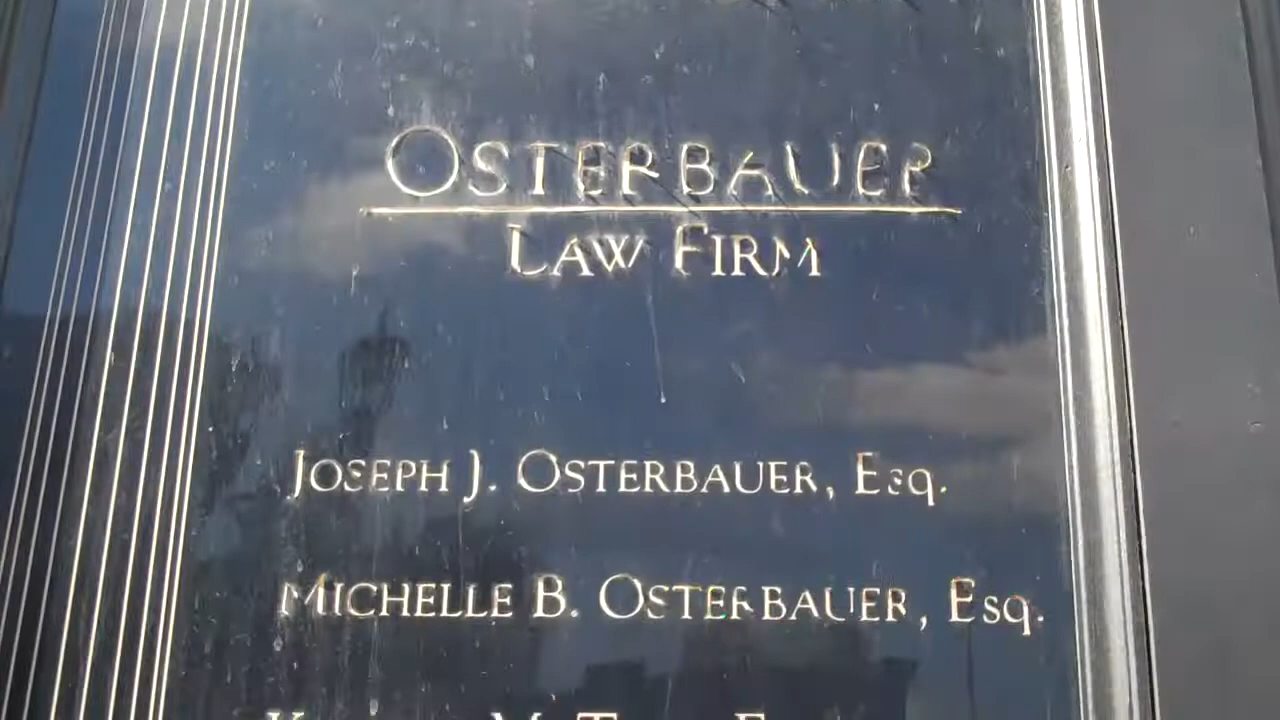 OSTERBAUER
LAW FIRM
JOSEPH J. OSTERBAUER, Esq.
MICHELLE B. OSTERBAUER, Esq.